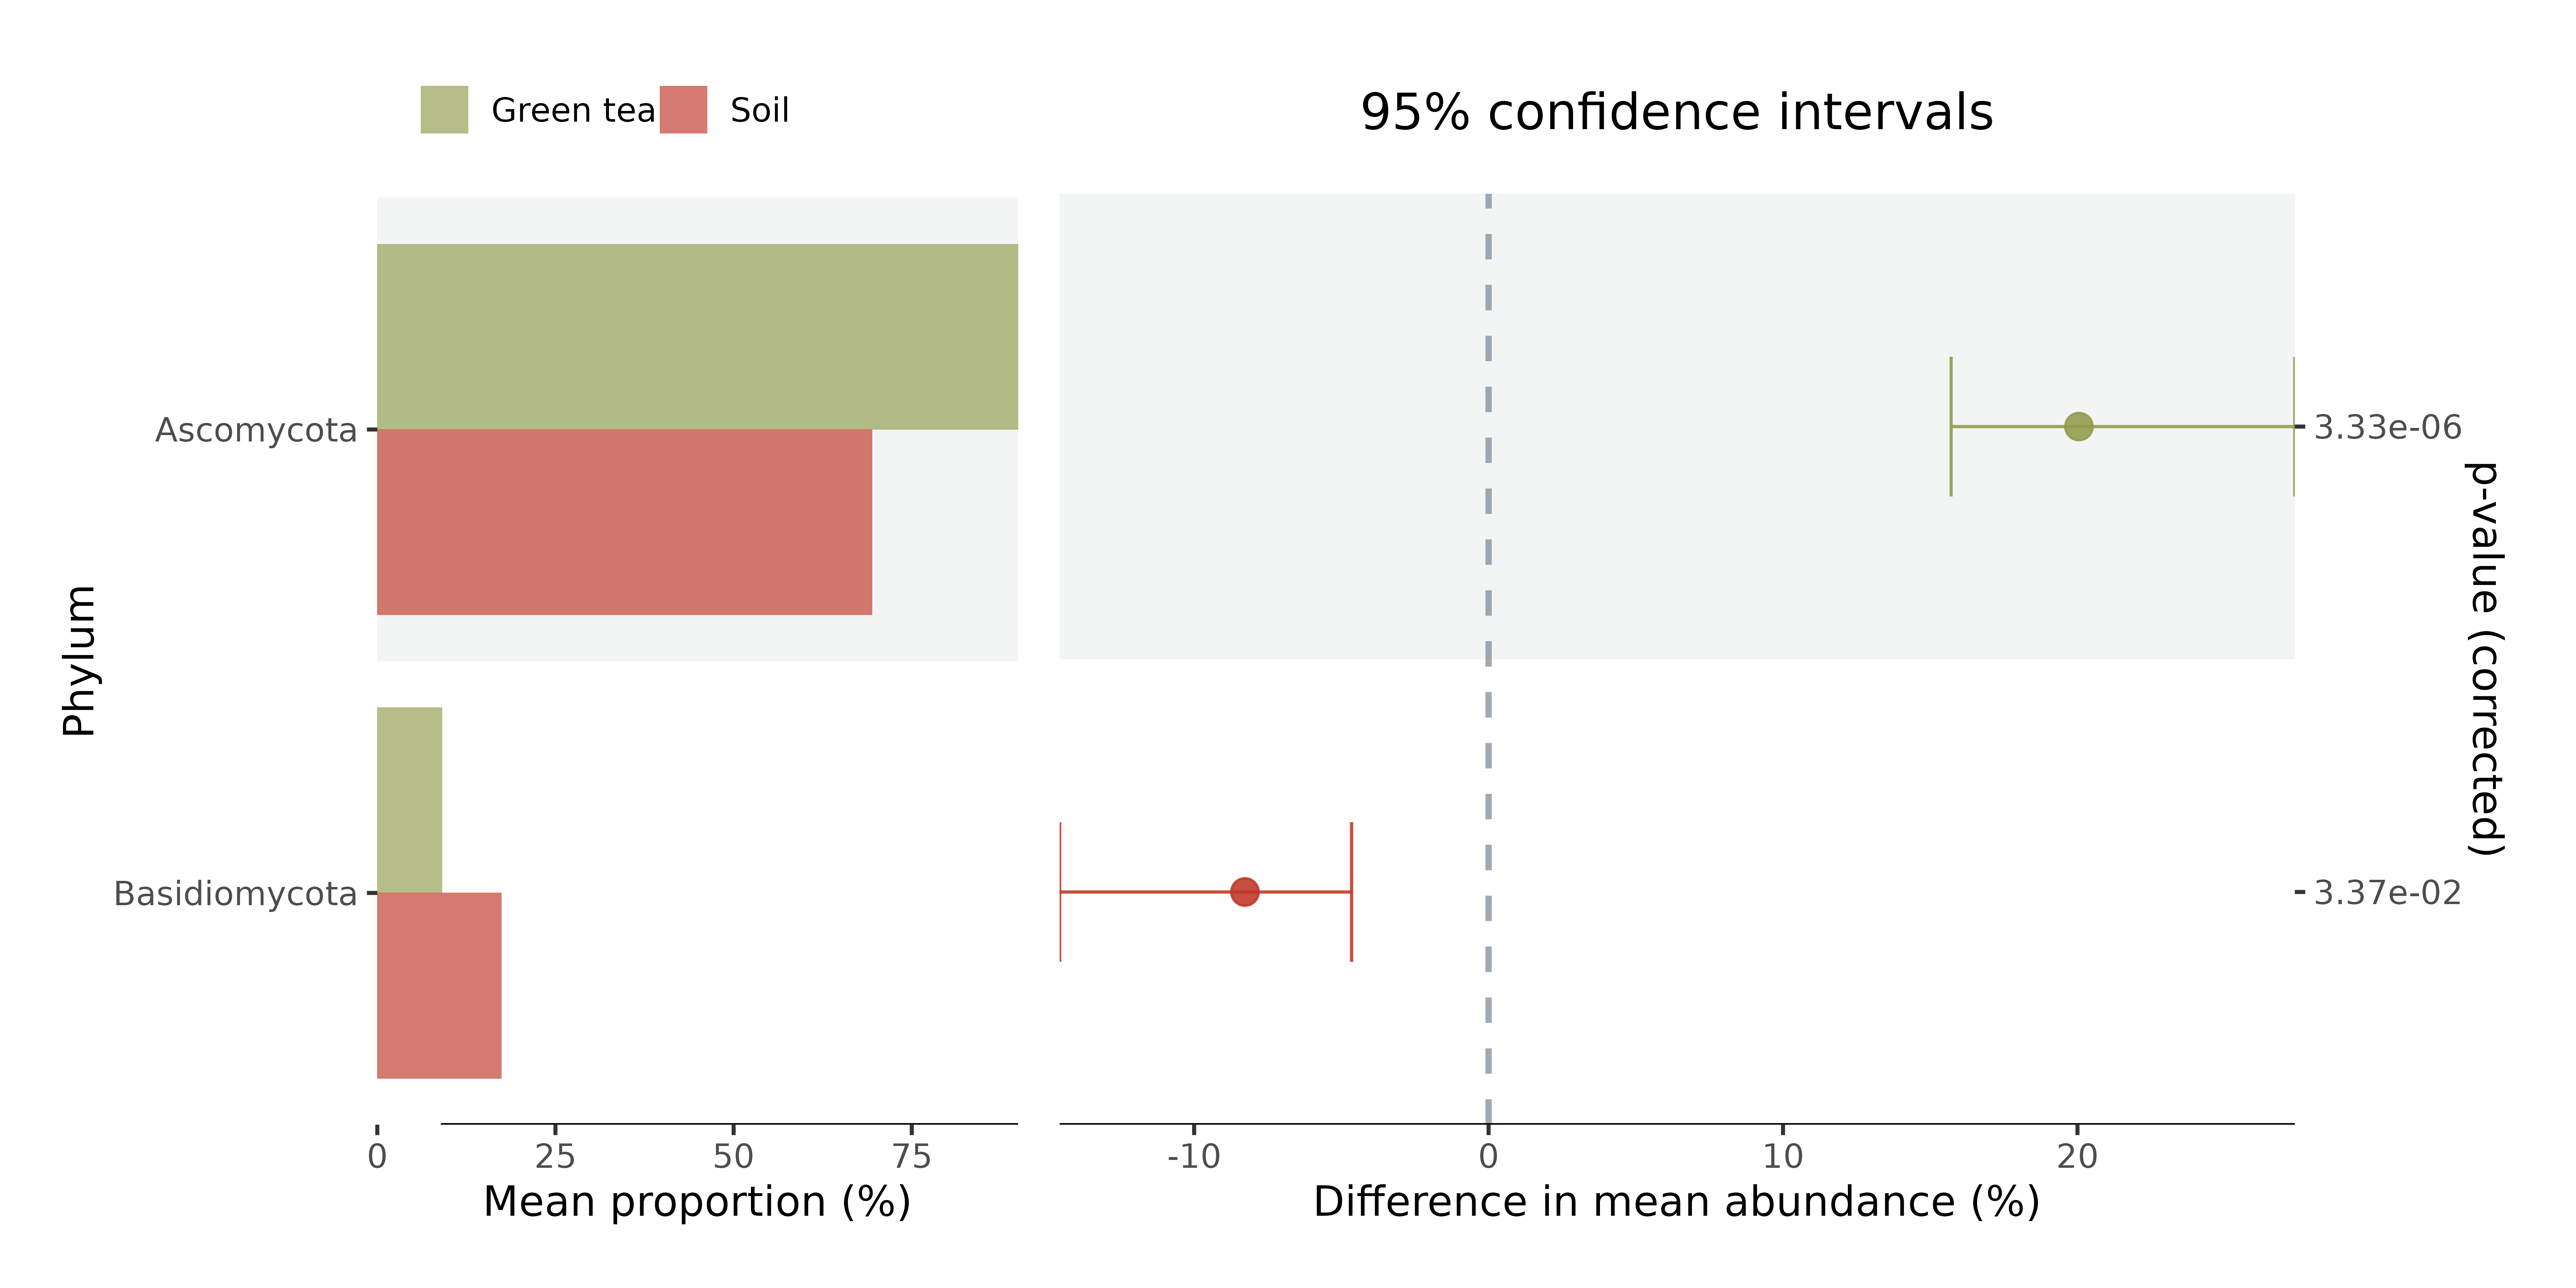 Green tea
Soil
95% confidence intervals
Phylum
Ascomycota
Basidiomycota
3.33e-06
3.37e-02
p-value (corrected)
0 25 50 75
Mean proportion (%)
-10 0 10 20
Difference in mean abundance (%)